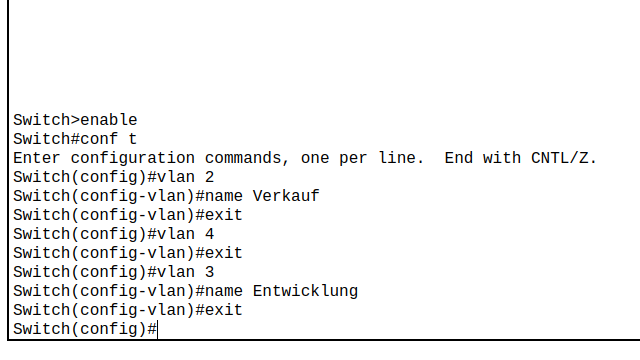 Switch>enable
Switch#conf t
Enter configuration commands, one per line.  End with CNTL/Z.
Switch(config)#vlan 2
Switch(config-vlan)#name Verkauf
Switch(config-vlan)#exit
Switch(config)#vlan 4
Switch(config-vlan)#exit
Switch(config)#vlan 3
Switch(config-vlan)#name Entwicklung
Switch(config-vlan)#exit
Switch(config)#